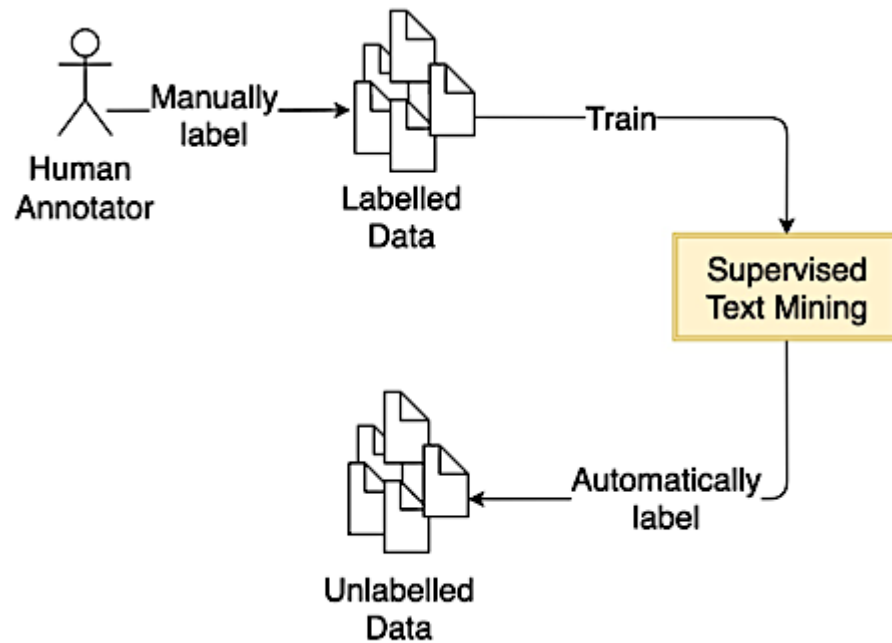 Manually
label
Human
Annotator
Labelled
Data
Train
Supervised
Text Mining
Automatically
label
Unlabelled
Data